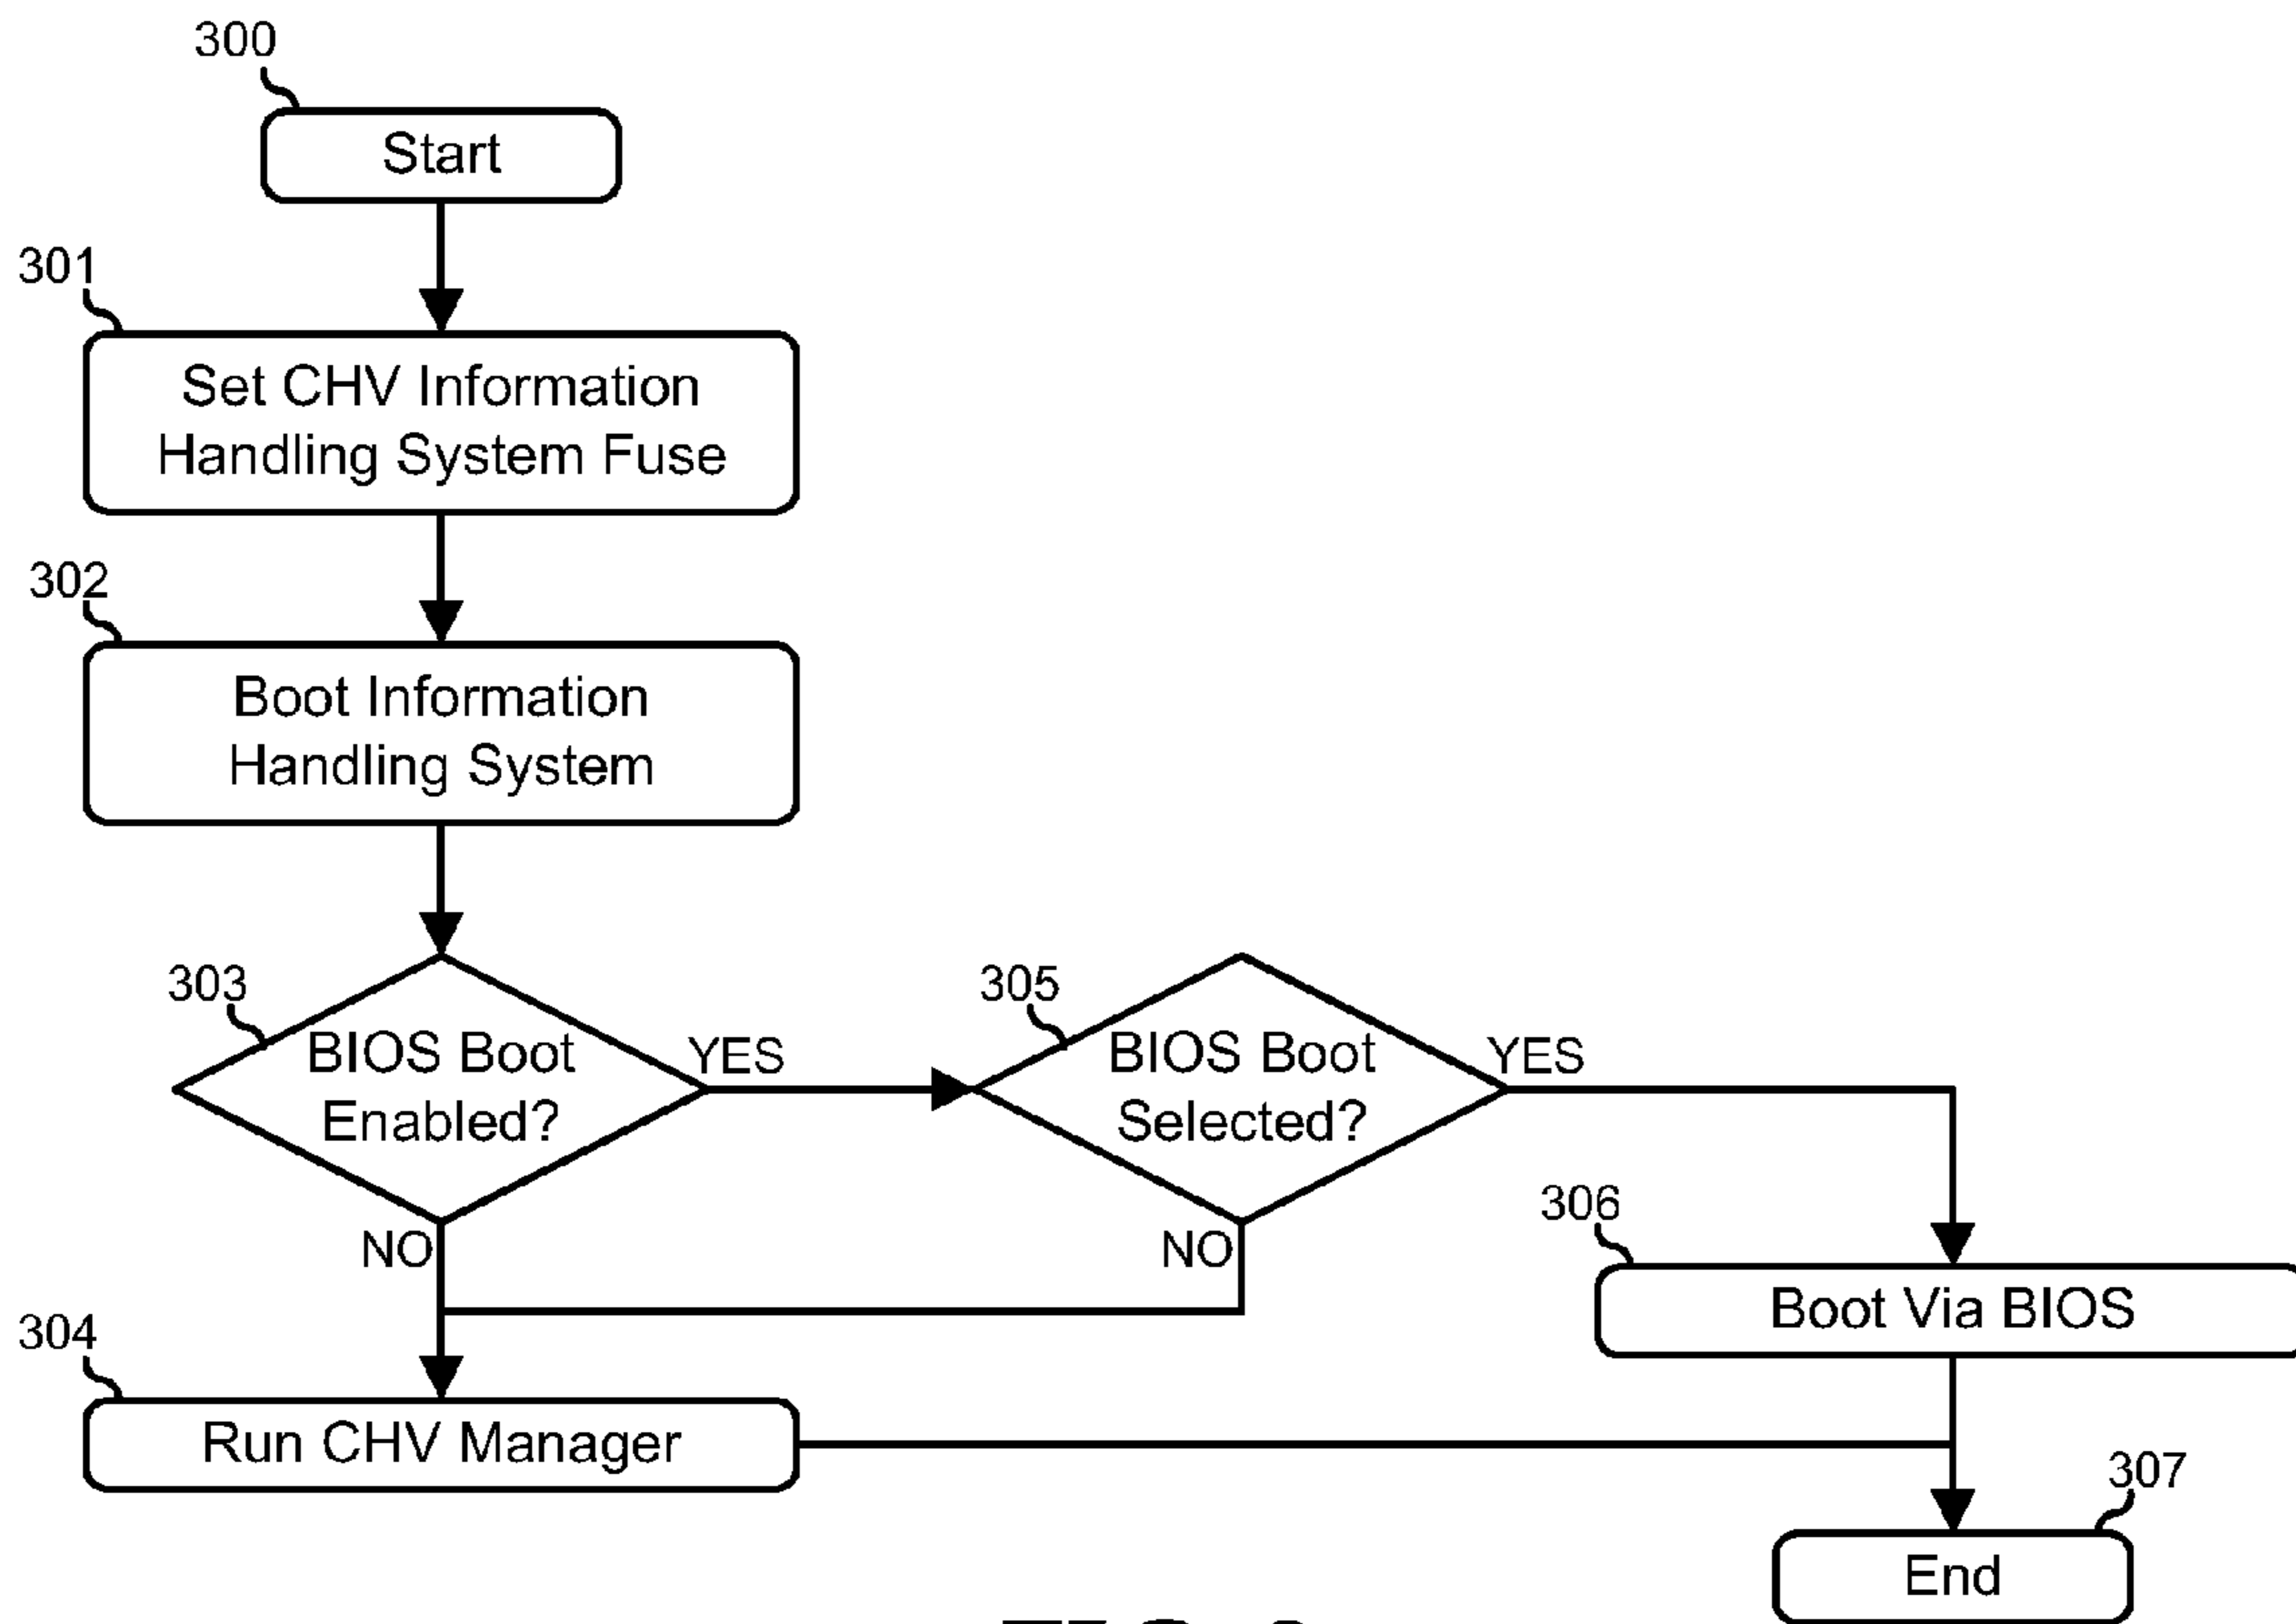 300
Start
301
Set CHV Information
Handling System Fuse
302
Boot Information
Handling System
303
BIOS Boot
Enabled?
YES
NO
305
BIOS Boot
Selected?
YES
NO
306
Boot Via BIOS
304
Run CHV Manager
307
End